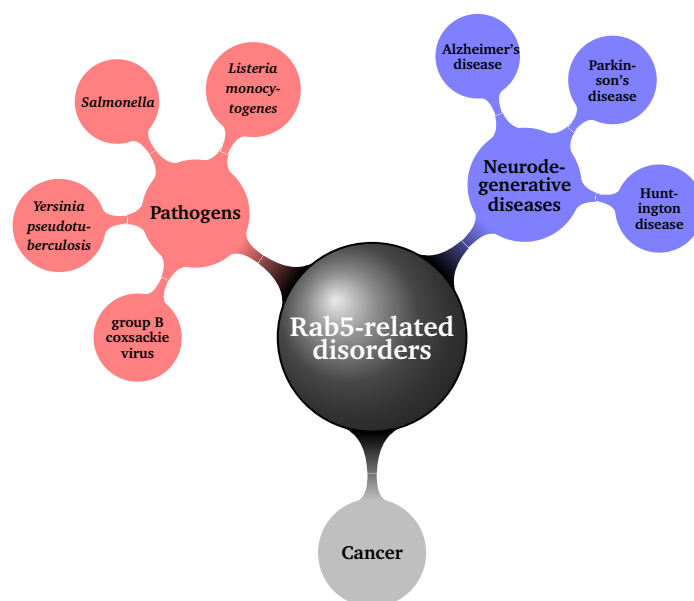 Listeria
monocy-
togenes
Salmonella
Yersinia
pseudotu-
berculosis
group B
coxsackie
virus
Pathogens
Alzheimer's
disease
Parkin-
son's
disease
Hunt-
ington
disease
Neurode-
generative
diseases
Rab5-related
disorders
Cancer